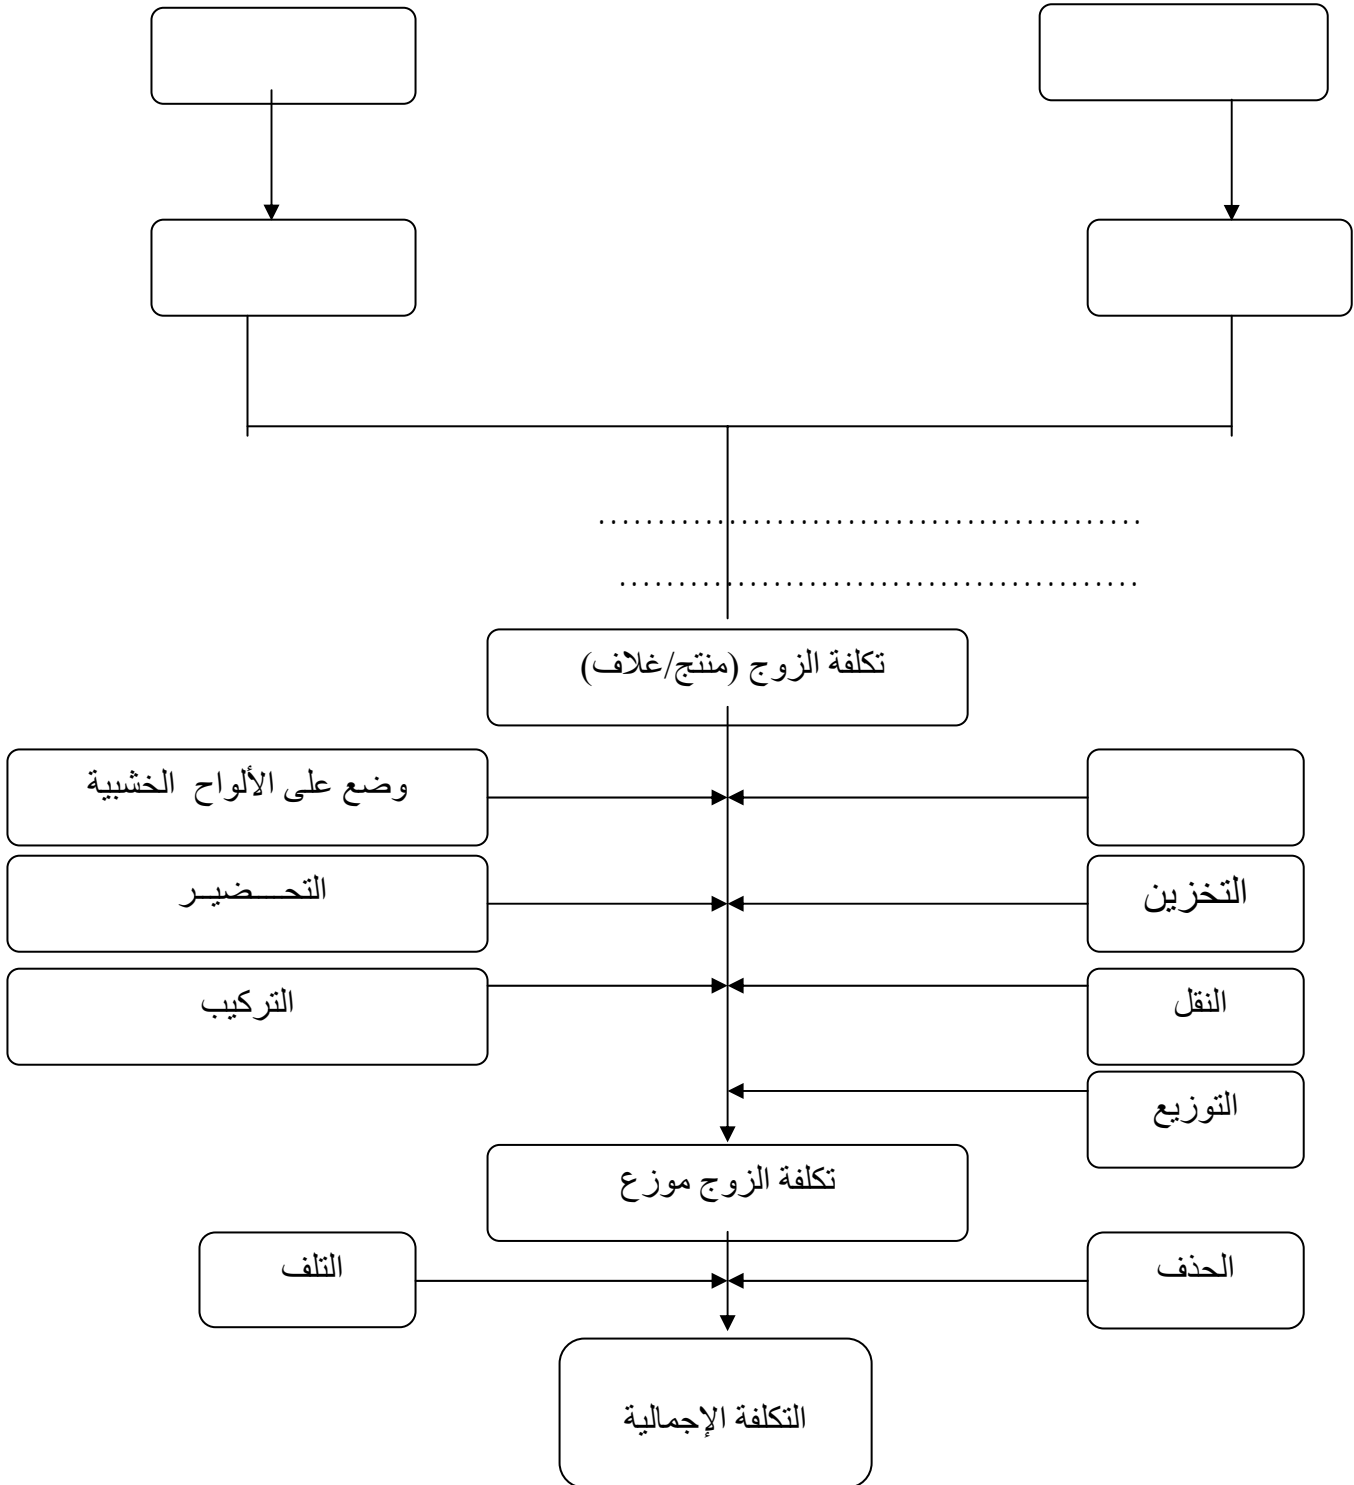 ................................................
..............................................
تكلفة الزوج (منتج/غلاف)
وضع على الألواح الخشبية
التخزين
التحـــضيــر
النقل
التركيب
التوزيع
تكلفة الزوج موزع
الحذف
التلف
التكلفة الإجمالية